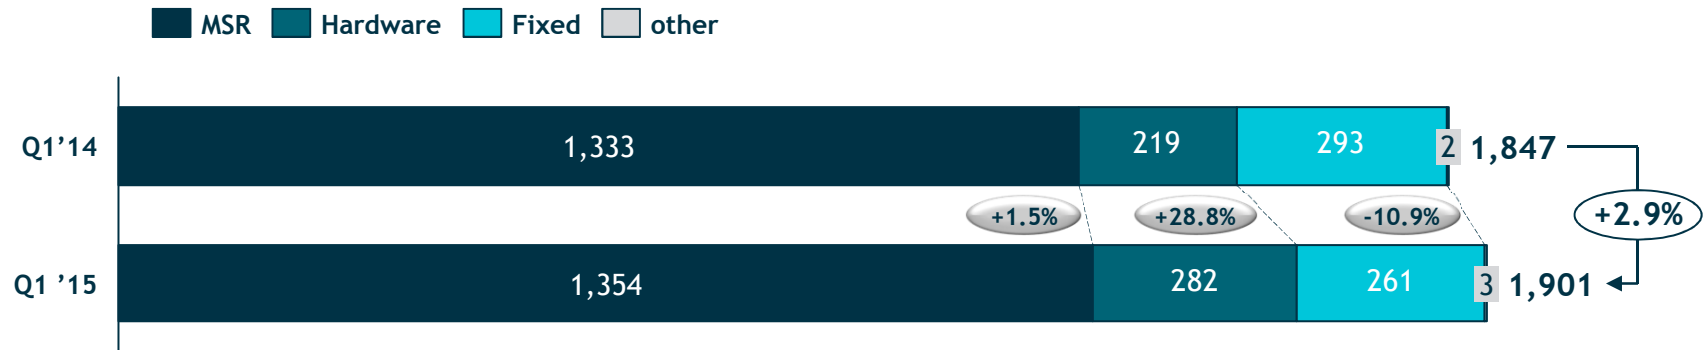 MSR Hardware Fixed other
Q1’14 1,333 219 293 2 1,847
+1.5% +28.8% -10.9% +2.9%
Q1 ’15 1,354 282 261 3 1,901